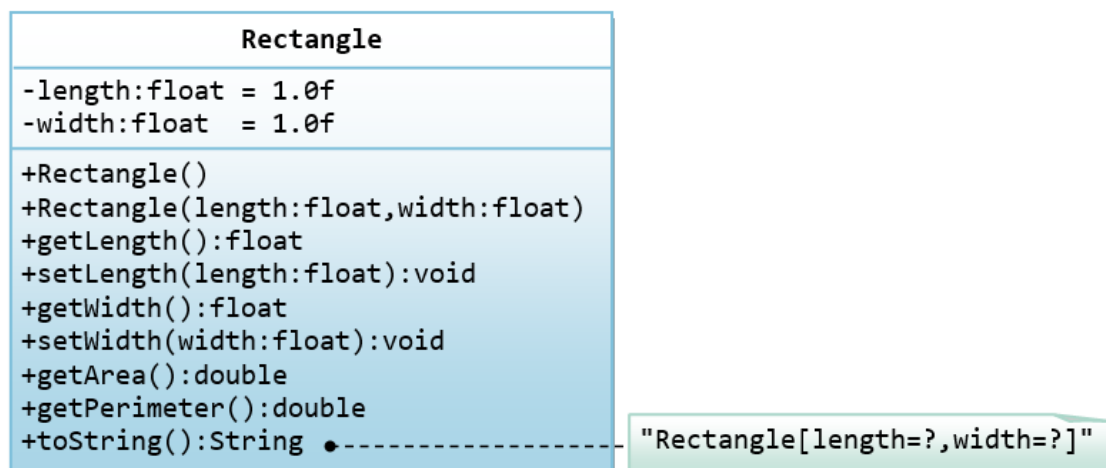 Rectangle
-length:float = 1.0f
-width:float  = 1.0f
+Rectangle()
+Rectangle(length:float,width:float)
+getLength():float
+setLength(length:float):void
+getWidth():float
+setWidth(width:float):void
+getArea():double
+getPerimeter():double
+toString():String
"Rectangle[length=?,width=?]"